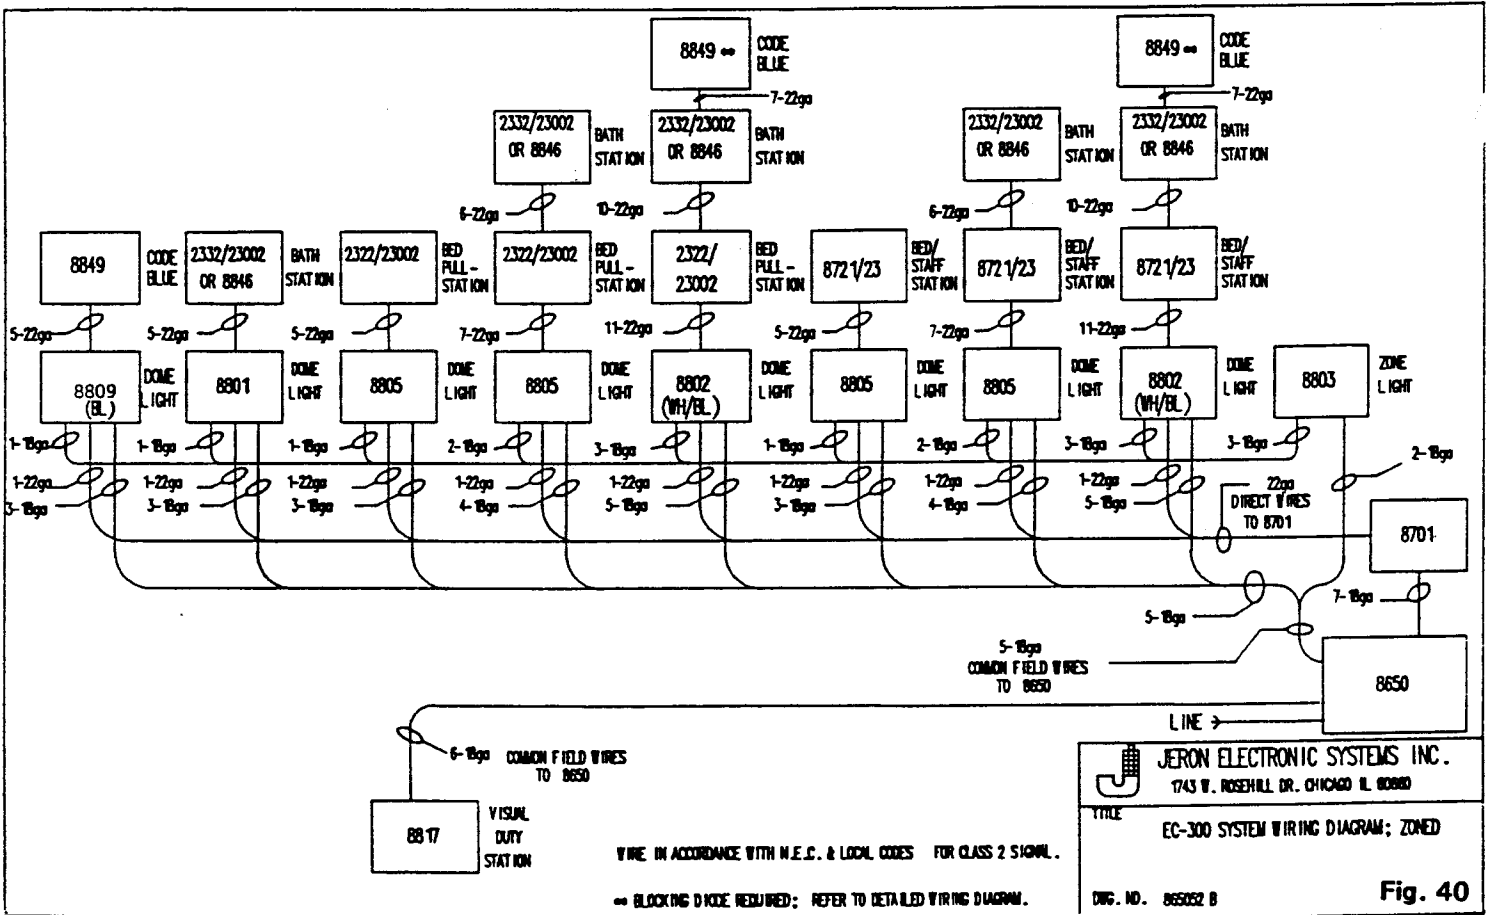 8849 ∞
CODE
BLUE
8849 ∞
CODE
BLUE
7-22ga
7-22ga
2332/23002
OR 8846
BATH
STATION
2332/23002
OR 8846
BATH
STATION
2332/23002
OR 8846
BATH
STATION
2332/23002
OR 8846
BATH
STATION
6-22ga
10-22ga
6-22ga
10-22ga
8849
CODE
BLUE
2332/23002
OR 8846
BATH
STATION
2322/23002
BED
PULL-
STATION
2322/23002
BED
PULL-
STATION
2322/
23002
BED
PULL-
STATION
8721/23
BED/
STAFF
STATION
8721/23
BED/
STAFF
STATION
8721/23
BED/
STAFF
STATION
5-22ga
5-22ga
5-22ga
7-22ga
11-22ga
5-22ga
7-22ga
11-22ga
8809
(BL)
DOME
LIGHT
8801
DOME
LIGHT
8805
DOME
LIGHT
8805
DOME
LIGHT
8802
(WH/BL)
DOME
LIGHT
8805
DOME
LIGHT
8805
DOME
LIGHT
8802
(WH/BL)
DOME
LIGHT
8803
ZONE
LIGHT
1-18ga
1-18ga
1-18ga
2-18ga
3-18ga
1-18ga
2-18ga
3-18ga
3-18ga
2-18ga
1-22ga
1-22ga
1-22ga
1-22ga
1-22ga
1-22ga
1-22ga
1-22ga
3-18ga
3-18ga
3-18ga
4-18ga
5-18ga
3-18ga
4-18ga
5-18ga
22ga
DIRECT WIRES
TO 8701
8701
7-18ga
5-18ga
5-18ga
COMMON FIELD WIRES
TO 8650
8650
LINE
6-18ga
COMMON FIELD WIRES
TO 8650
8817
VISUAL
DUTY
STATION
WIRE IN ACCORDANCE WITH N.E.C. & LOCAL CODES FOR CLASS 2 SIGNAL.
∞ BLOCKING DIODE REQUIRED; REFER TO DETAILED WIRING DIAGRAM.
JERON ELECTRONIC SYSTEMS INC.
1743 W. ROSEHILL DR. CHICAGO IL 60660
TITLE
EC-300 SYSTEM WIRING DIAGRAM; ZONED
DWG. NO. 865052 B
Fig. 40